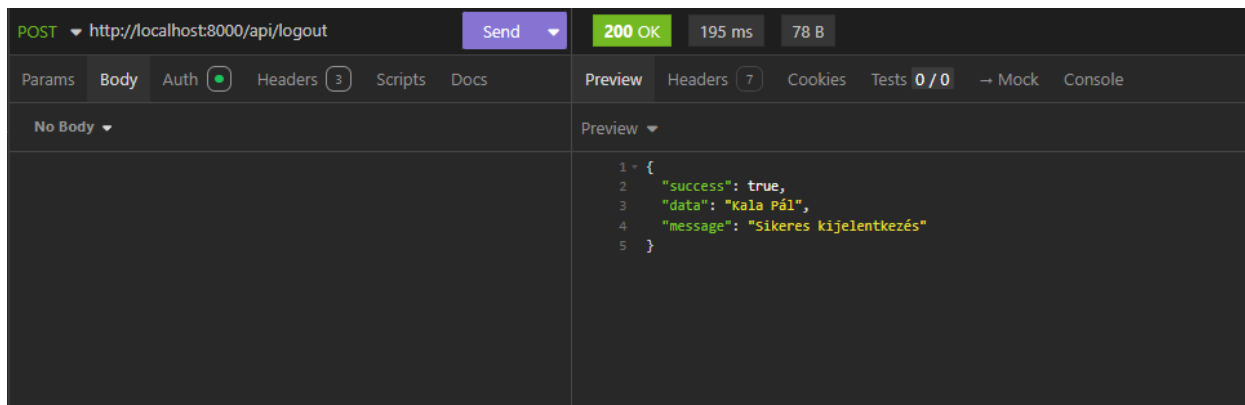 POST http://localhost:8000/api/logout Send
200 OK 195 ms 78 B
Params Body Auth Headers 3 Scripts Docs
Preview Headers 7 Cookies Tests 0 / 0 → Mock Console
No Body
Preview
1 {
2 "success": true,
3 "data": "Kala Pál",
4 "message": "Sikeres kijelentkezés"
5 }